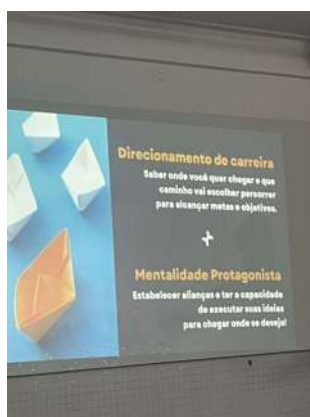 Direcionamento de carreira
Saber onde você quer chegar e que
caminho vai escolher percorrer
para alcançar metas e objetivos.
+
Mentalidade Protagonista
Estabelecer alianças e ter a capacidade
de executar suas ideias
para chegar onde se deseja!